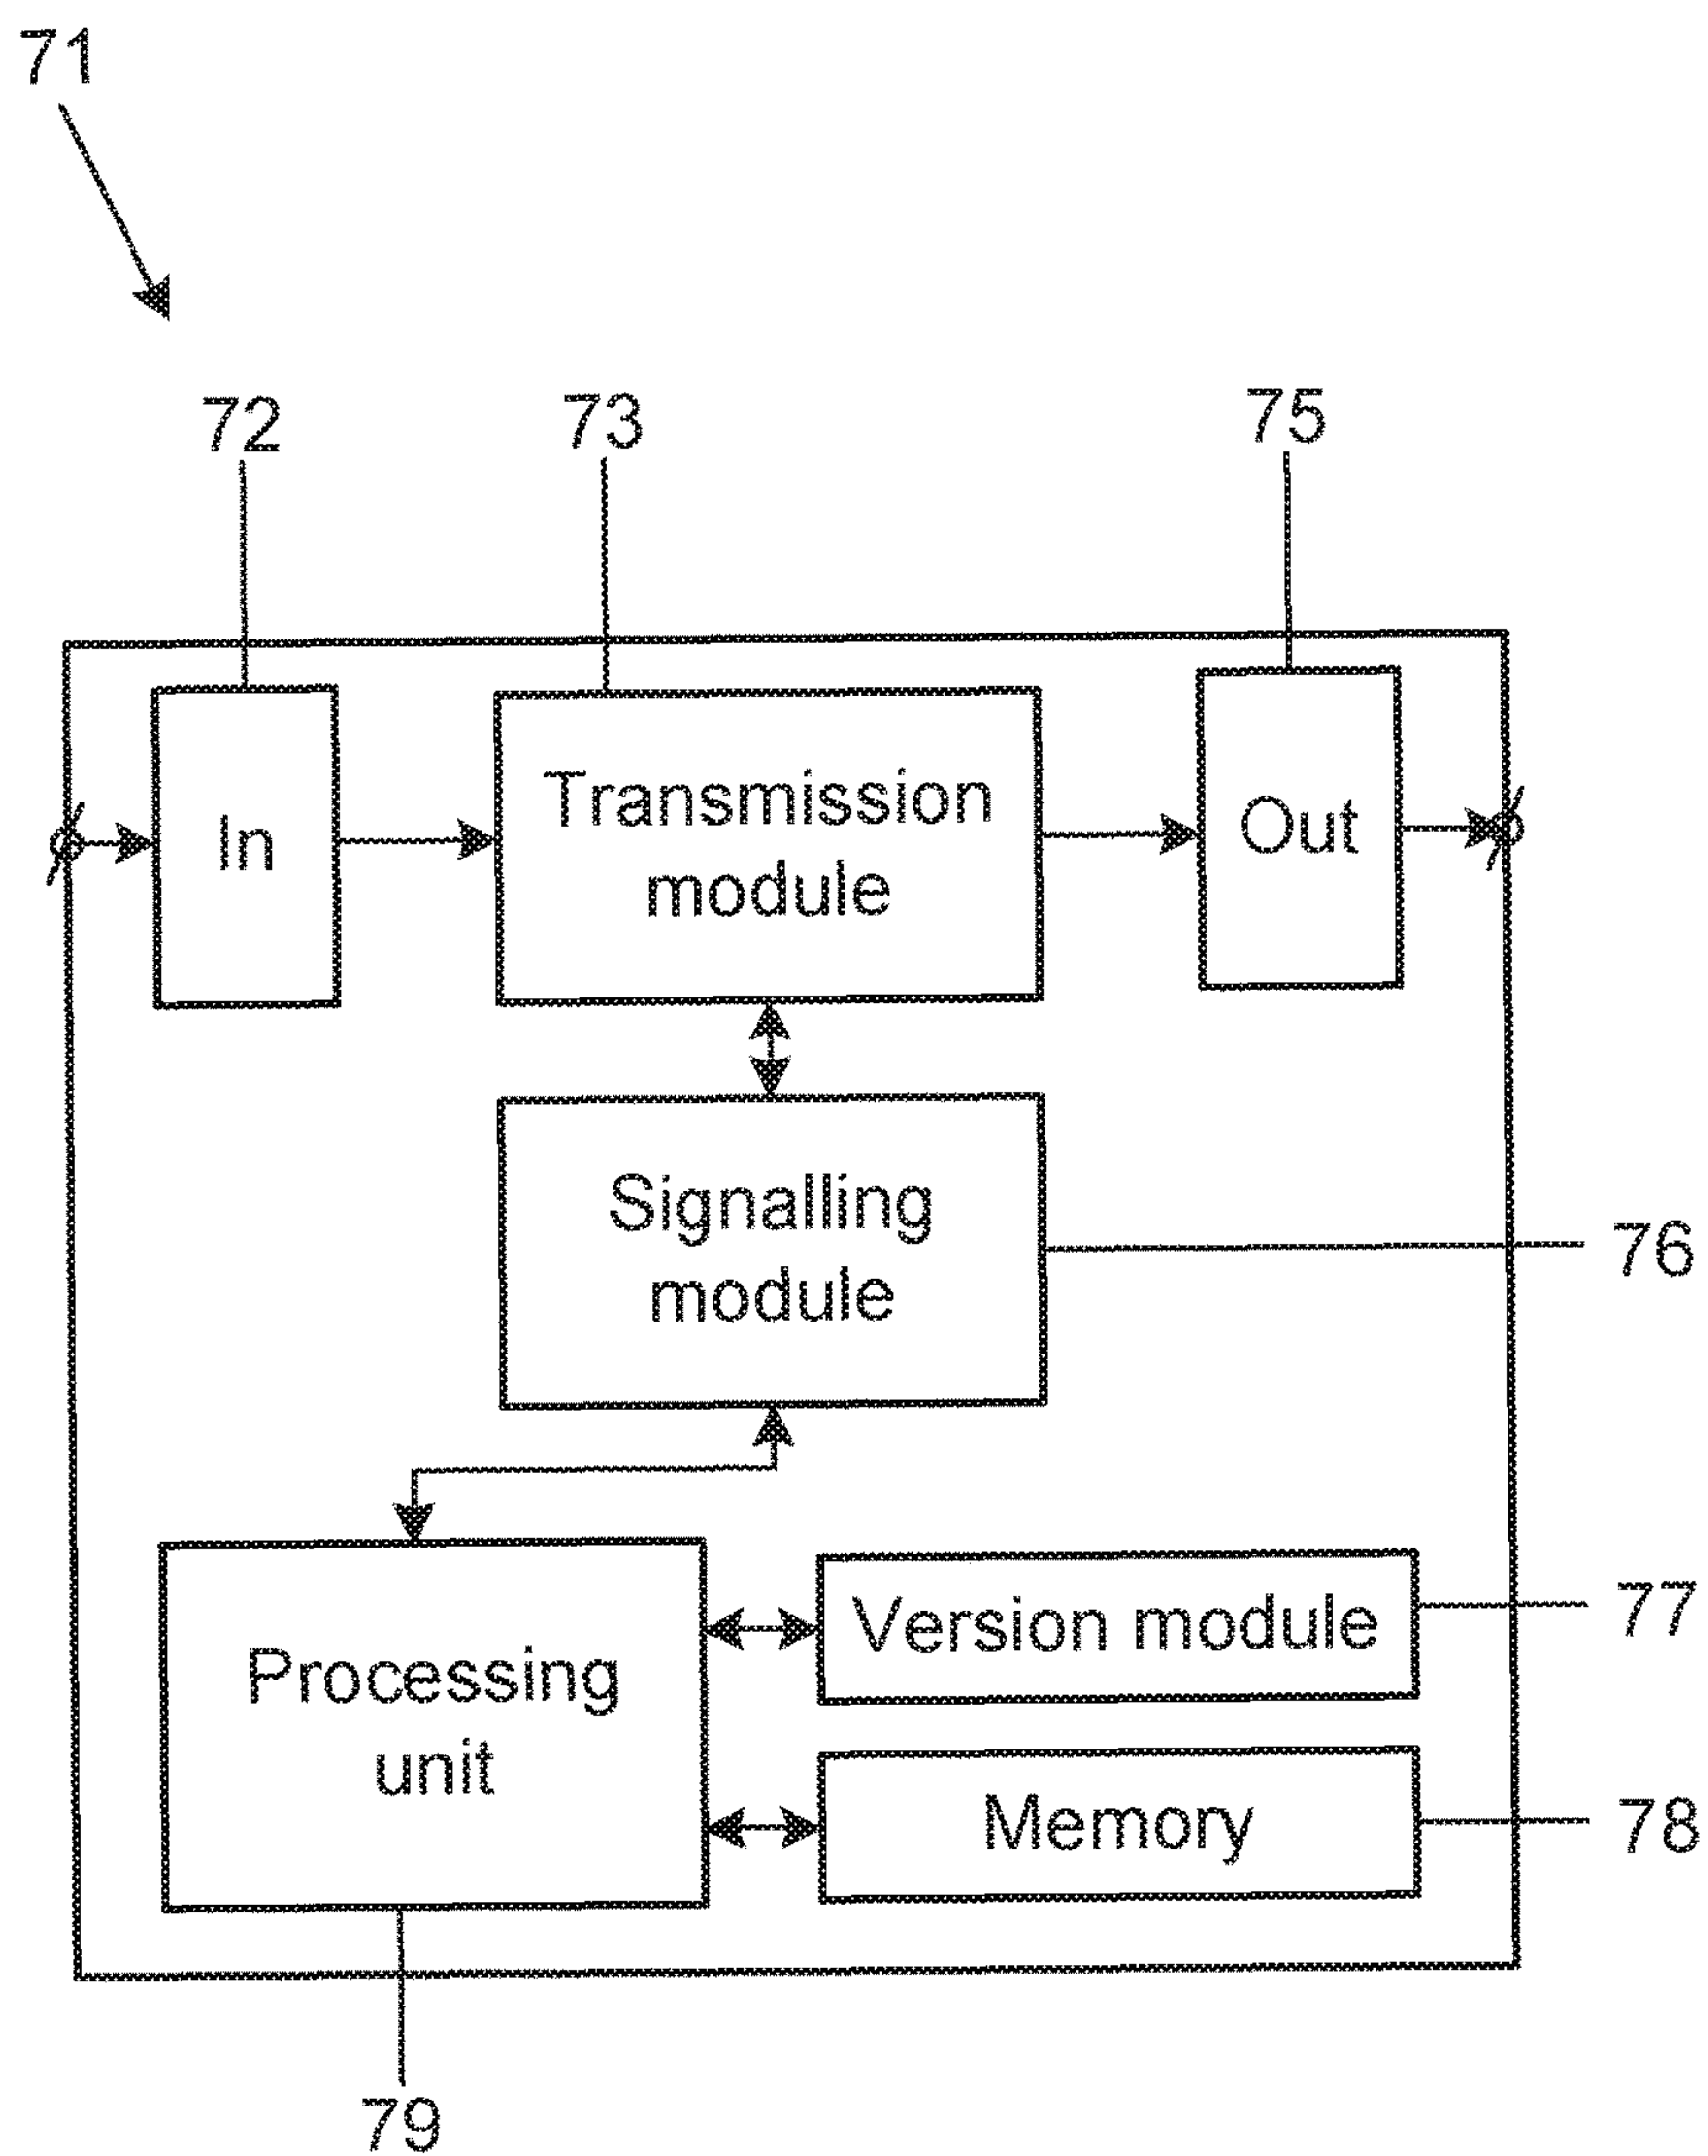 71
72
73
75
In
Transmission
module
Out
Signalling
module
76
Processing
unit
Version module
77
Memory
78
79